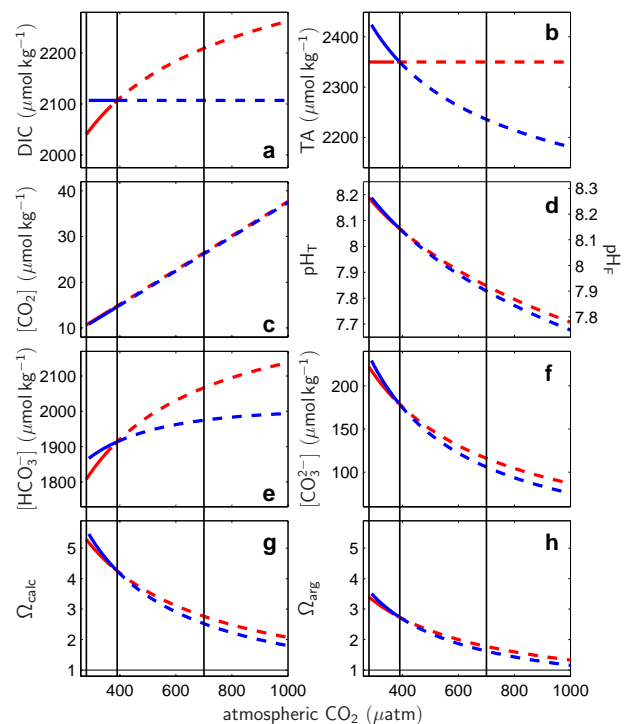 2200
2100
2000
DIC (μmol kg⁻¹)
a
2400
2300
2200
TA (μmol kg⁻¹)
b
40
30
20
10
[CO₂] (μmol kg⁻¹)
c
8.2
8.1
8
7.9
7.8
7.7
pH_T
d
8.3
8.2
8.1
8
7.9
7.8
pH_F
2100
2000
1900
1800
[HCO₃⁻] (μmol kg⁻¹)
e
200
150
100
[CO₃²⁻] (μmol kg⁻¹)
f
5
4
3
2
1
Ω_calc
g
400 600 800 1000
5
4
3
2
1
Ω_arg
h
400 600 800 1000
atmospheric CO₂ (μatm)